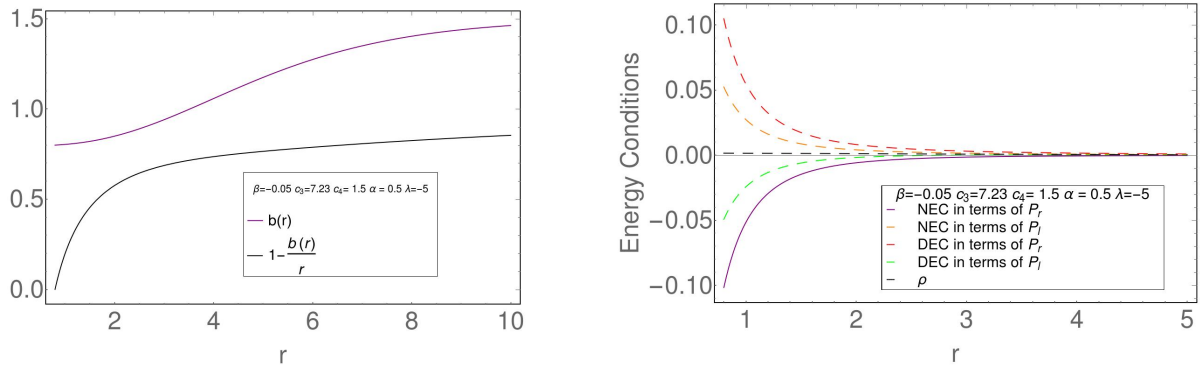 1.5
1.0
0.5
0.0
β=−0.05 c3=7.23 c4= 1.5 α = 0.5 λ=−5
b(r)
1− b(r)/r
2 4 6 8 10
r
Energy Conditions
0.10
0.05
0.00
−0.05
−0.10
β=−0.05 c3=7.23 c4= 1.5 α = 0.5 λ=−5
NEC in terms of Pr
NEC in terms of Pl
DEC in terms of Pr
DEC in terms of Pl
ρ
1 2 3 4 5
r